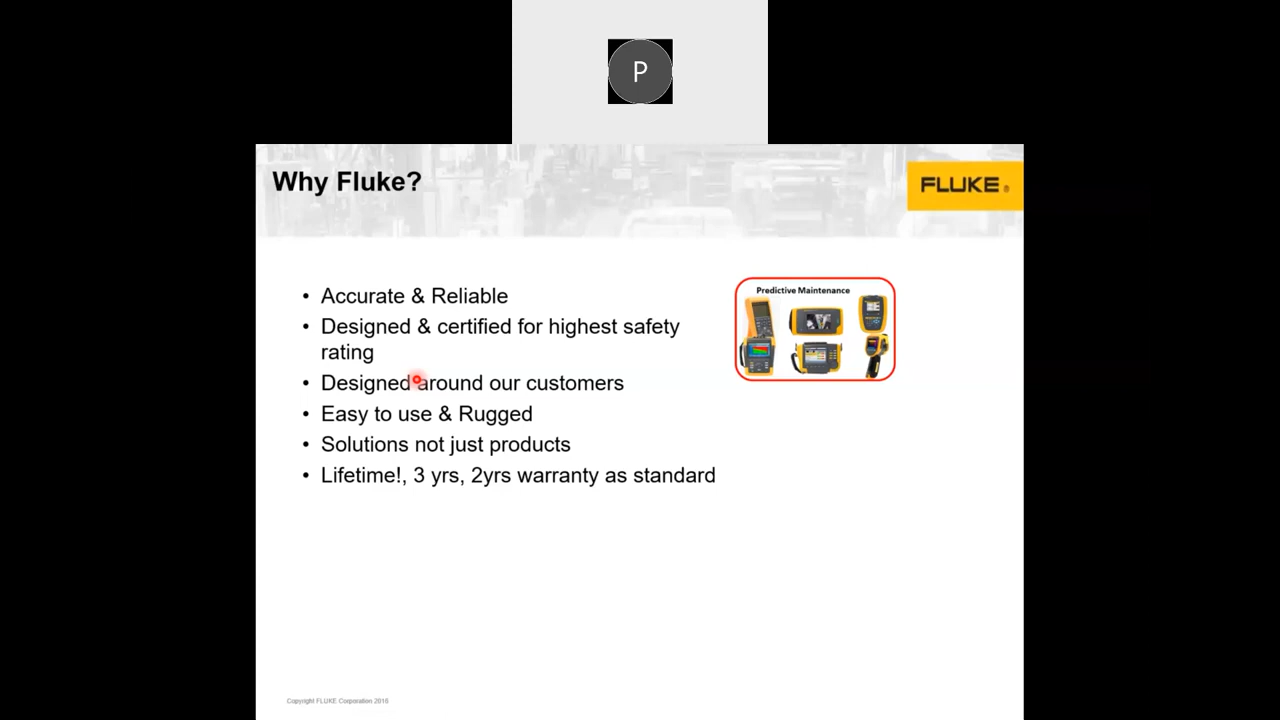 P
Why Fluke?
FLUKE ®
• Accurate & Reliable
• Designed & certified for highest safety
rating
• Designed around our customers
• Easy to use & Rugged
• Solutions not just products
• Lifetime!, 3 yrs, 2yrs warranty as standard
Predictive Maintenance
Copyright FLUKE Corporation 2016